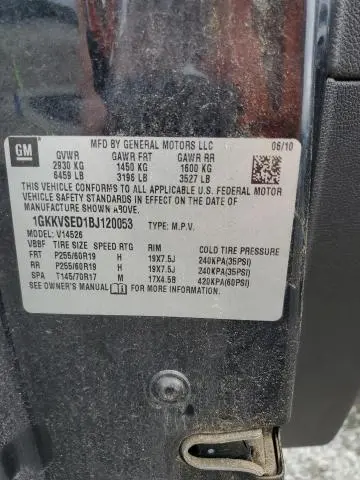 GM
MFD BY GENERAL MOTORS LLC 06/10
GVWR GAWR FRT GAWR RR
2930 KG 1450 KG 1600 KG
6459 LB 3196 LB 3527 LB
THIS VEHICLE CONFORMS TO ALL APPLICABLE U.S. FEDERAL MOTOR
VEHICLE SAFETY AND THEFT PREVENTION STANDARDS IN EFFECT ON THE DATE OF
MANUFACTURE SHOWN ABOVE.
1GKKVSED1BJ120053 TYPE: M.P.V.
MODEL: V14526
VBBF TIRE SIZE SPEED RTG RIM COLD TIRE PRESSURE
FRT P255/60R19 H 19X7.5J 240KPA(35PSI)
RR P255/60R19 H 19X7.5J 240KPA(35PSI)
SPA T145/70R17 M 17X4.5B 420KPA(60PSI)
SEE OWNER'S MANUAL FOR MORE INFORMATION.